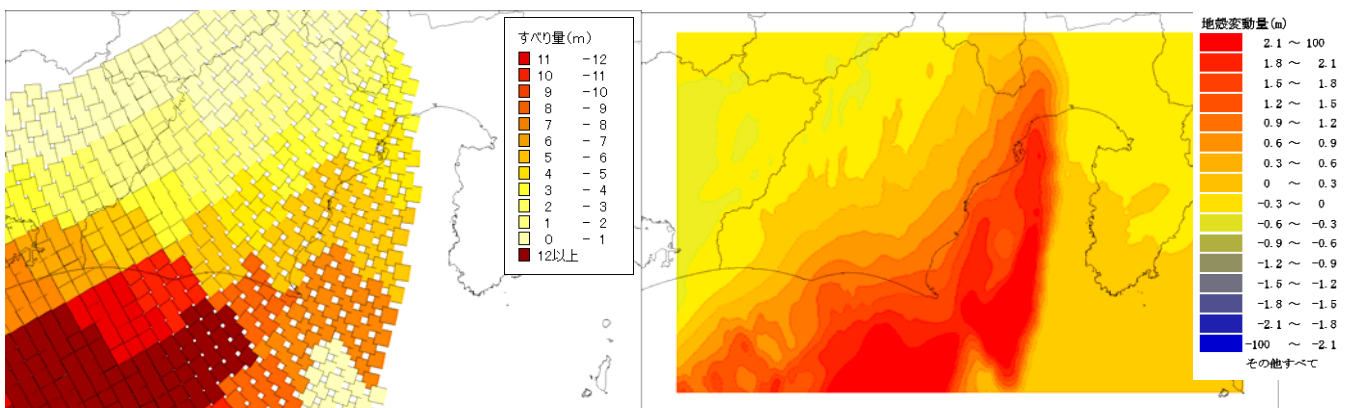 すべり量(m)
11 -12
10 -11
9 -10
8 -9
7 -8
6 -7
5 -6
4 -5
3 -4
2 -3
1 -2
0 -1
12以上
地殻変動量(m)
2.1 ～ 100
1.8 ～ 2.1
1.5 ～ 1.8
1.2 ～ 1.5
0.9 ～ 1.2
0.6 ～ 0.9
0.3 ～ 0.6
0 ～ 0.3
-0.3 ～ 0
-0.6 ～ -0.3
-0.9 ～ -0.6
-1.2 ～ -0.9
-1.5 ～ -1.2
-1.8 ～ -1.5
-2.1 ～ -1.8
-100 ～ -2.1
その他すべて